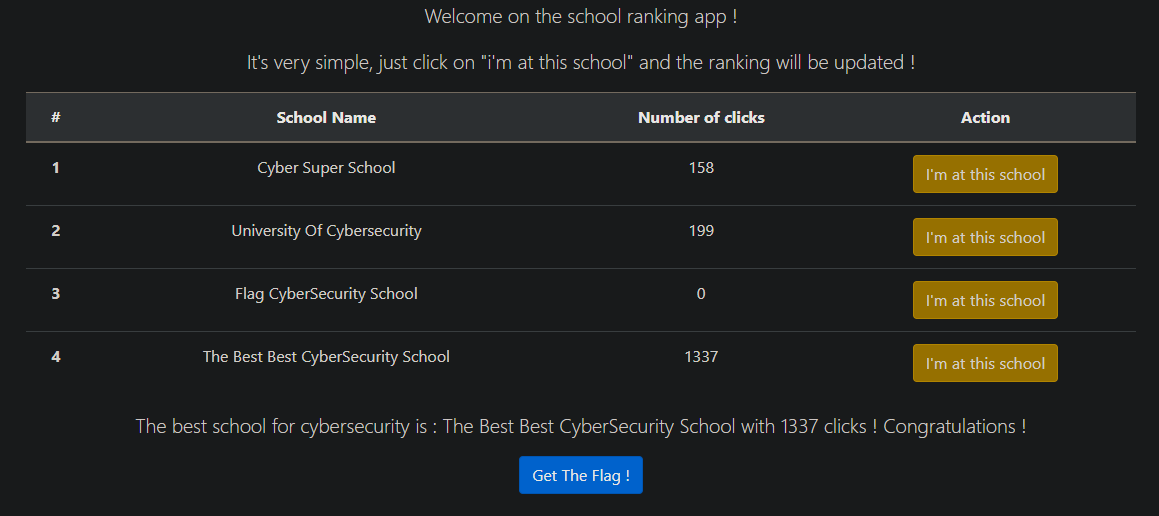 Welcome on the school ranking app !
It's very simple, just click on "i'm at this school" and the ranking will be updated !
# School Name Number of clicks Action
1 Cyber Super School 158 I'm at this school
2 University Of Cybersecurity 199 I'm at this school
3 Flag CyberSecurity School 0 I'm at this school
4 The Best Best CyberSecurity School 1337 I'm at this school
The best school for cybersecurity is : The Best Best CyberSecurity School with 1337 clicks ! Congratulations !
Get The Flag !